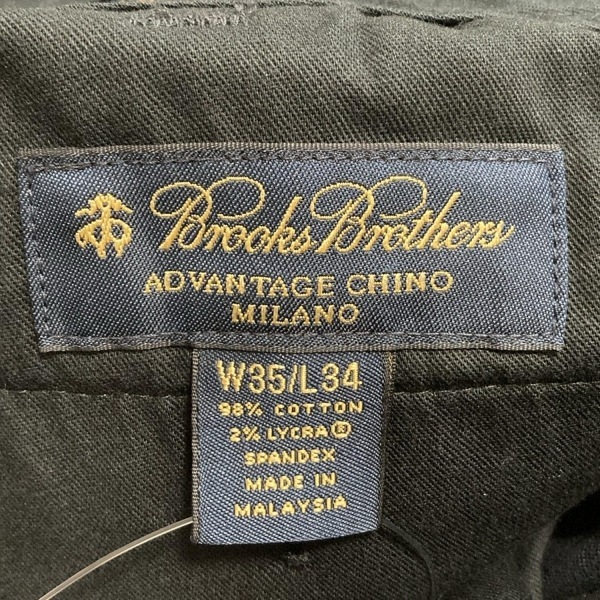 Brooks Brothers
ADVANTAGE CHINO
MILANO
W35/L34
98% COTTON
2% LYCRA®
SPANDEX
MADE IN
MALAYSIA